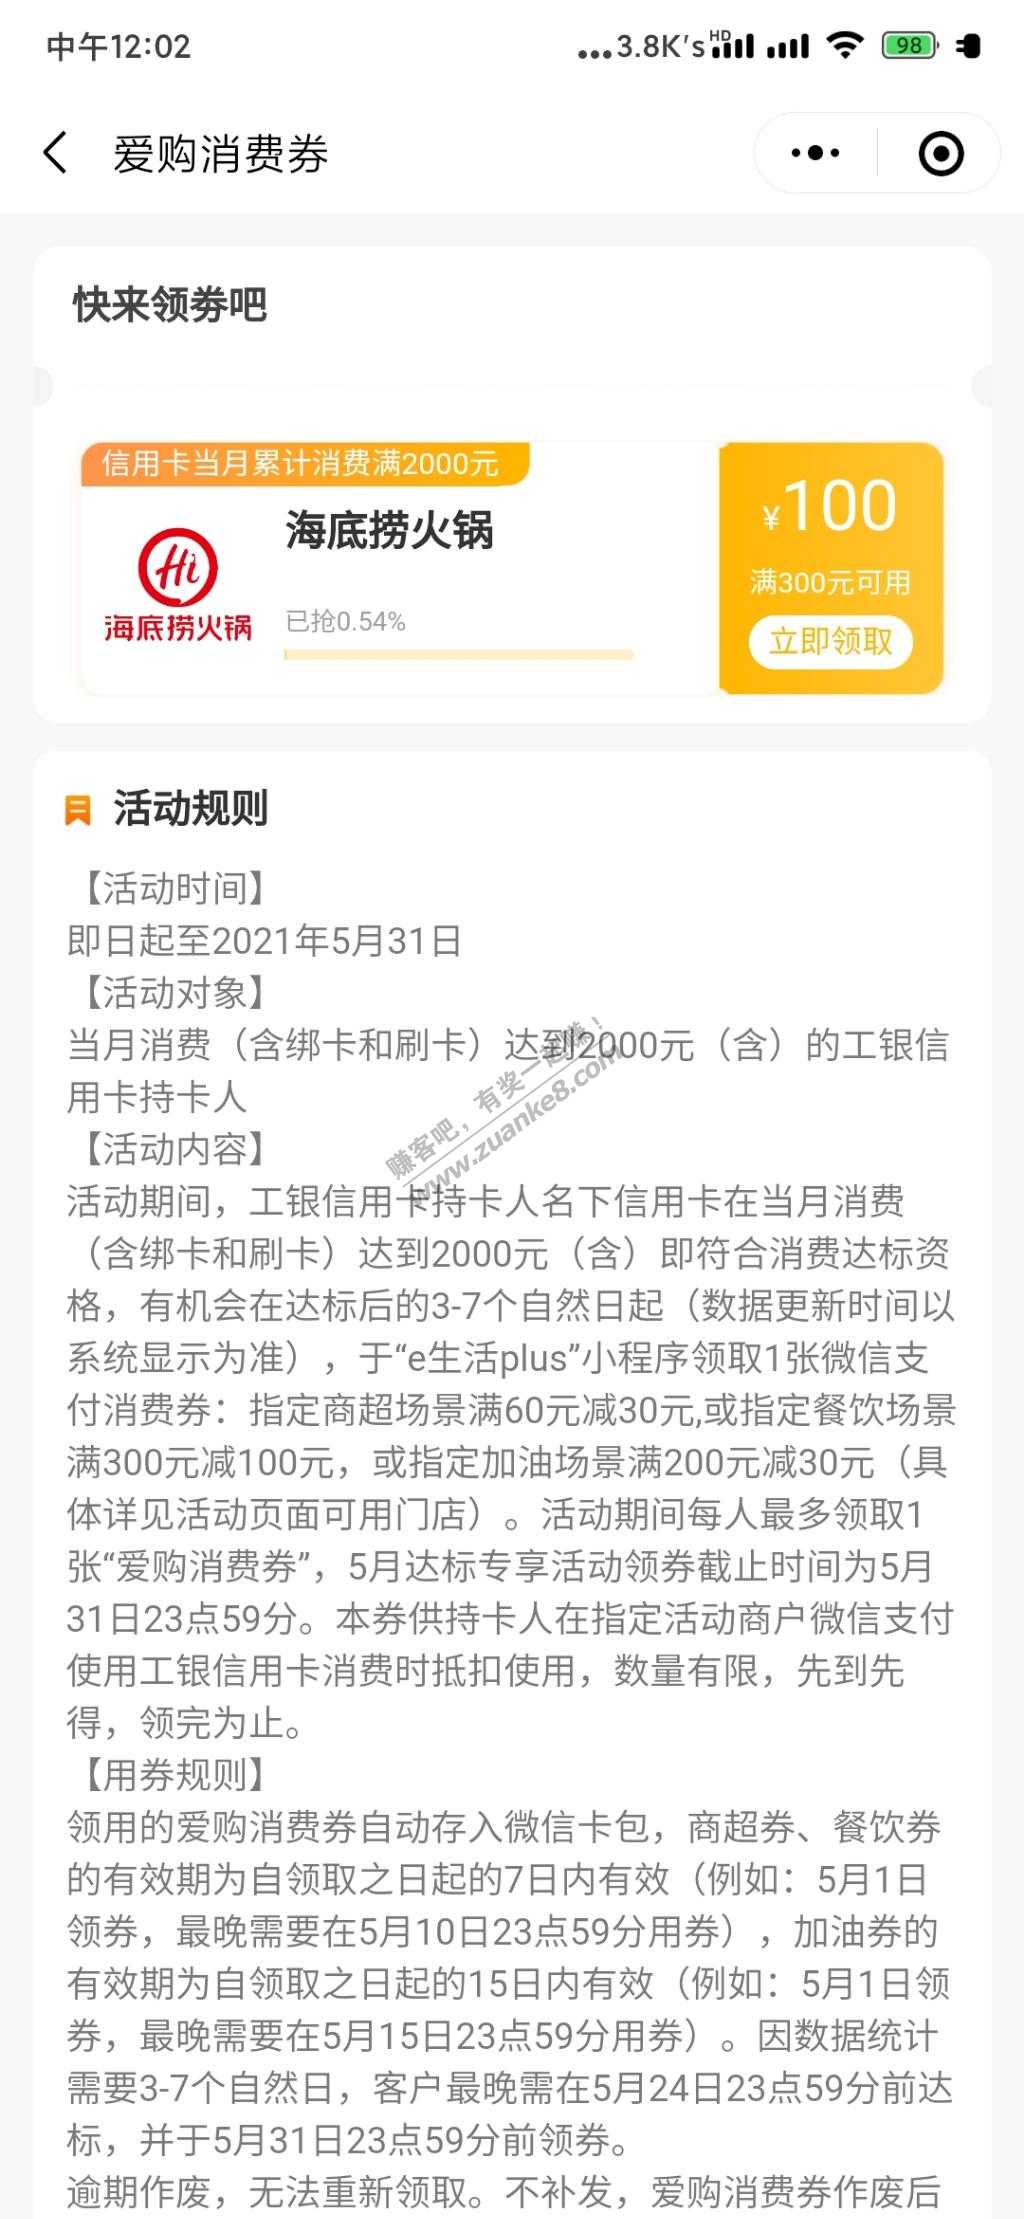 中午12:02
...3.8K's HD 98
爱购消费券
快来领劵吧
信用卡当月累计消费满2000元
海底捞火锅
Hi
海底捞火锅
已抢0.54%
¥100
满300元可用
立即领取
活动规则
【活动时间】
即日起至2021年5月31日
【活动对象】
当月消费（含绑卡和刷卡）达到2000元（含）的工银信
用卡持卡人
赚客吧，有奖一起赚！
www.zuanke8.com
【活动内容】
活动期间，工银信用卡持卡人名下信用卡在当月消费
（含绑卡和刷卡）达到2000元（含）即符合消费达标资
格，有机会在达标后的3-7个自然日起（数据更新时间以
系统显示为准），于“e生活plus”小程序领取1张微信支
付消费券：指定商超场景满60元减30元,或指定餐饮场景
满300元减100元，或指定加油场景满200元减30元（具
体详见活动页面可用门店）。活动期间每人最多领取1
张“爱购消费券”，5月达标专享活动领券截止时间为5月
31日23点59分。本券供持卡人在指定活动商户微信支付
使用工银信用卡消费时抵扣使用，数量有限，先到先
得，领完为止。
【用券规则】
领用的爱购消费券自动存入微信卡包，商超券、餐饮券
的有效期为自领取之日起的7日内有效（例如：5月1日
领券，最晚需要在5月10日23点59分用券），加油券的
有效期为自领取之日起的15日内有效（例如：5月1日领
券，最晚需要在5月15日23点59分用券）。因数据统计
需要3-7个自然日，客户最晚需在5月24日23点59分前达
标，并于5月31日23点59分前领券。
逾期作废，无法重新领取。不补发，爱购消费券作废后